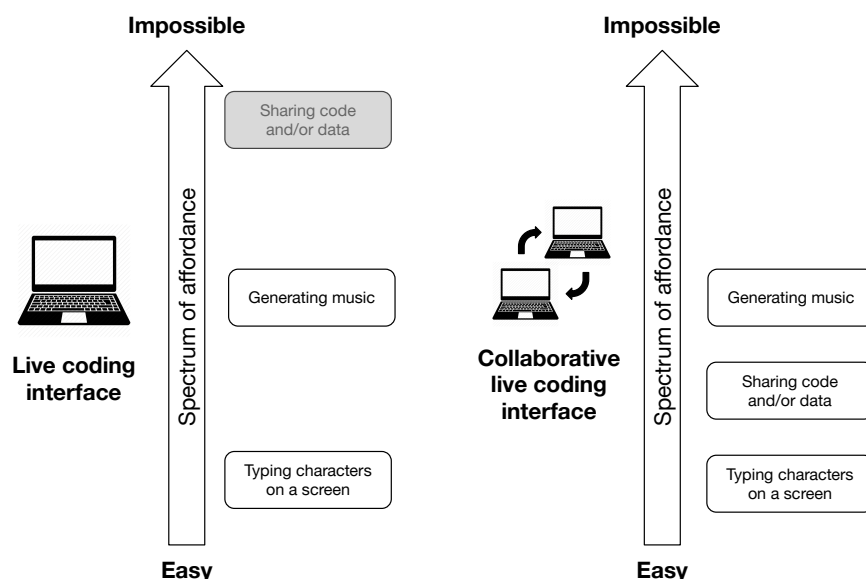 Impossible
Sharing code
and/or data
Spectrum of affordance
Generating music
Live coding
interface
Typing characters
on a screen
Easy
Impossible
Spectrum of affordance
Generating music
Collaborative
live coding
interface
Sharing code
and/or data
Typing characters
on a screen
Easy